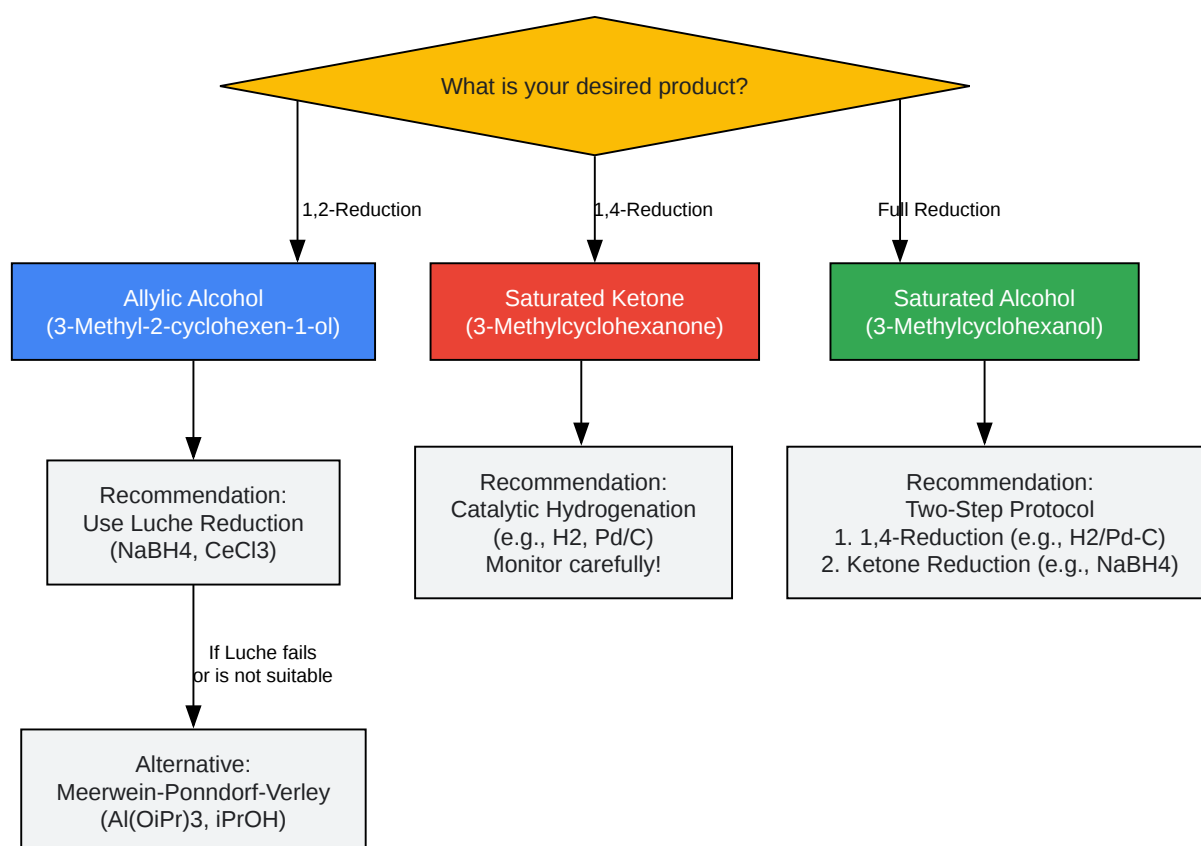 What is your desired product?
1,2-Reduction
1,4-Reduction
Full Reduction
Allylic Alcohol
(3-Methyl-2-cyclohexen-1-ol)
Saturated Ketone
(3-Methylcyclohexanone)
Saturated Alcohol
(3-Methylcyclohexanol)
Recommendation:
Use Luche Reduction
(NaBH4, CeCl3)
Recommendation:
Catalytic Hydrogenation
(e.g., H2, Pd/C)
Monitor carefully!
Recommendation:
Two-Step Protocol
1. 1,4-Reduction (e.g., H2/Pd-C)
2. Ketone Reduction (e.g., NaBH4)
If Luche fails
or is not suitable
Alternative:
Meerwein-Ponndorf-Verley
(Al(OiPr)3, iPrOH)